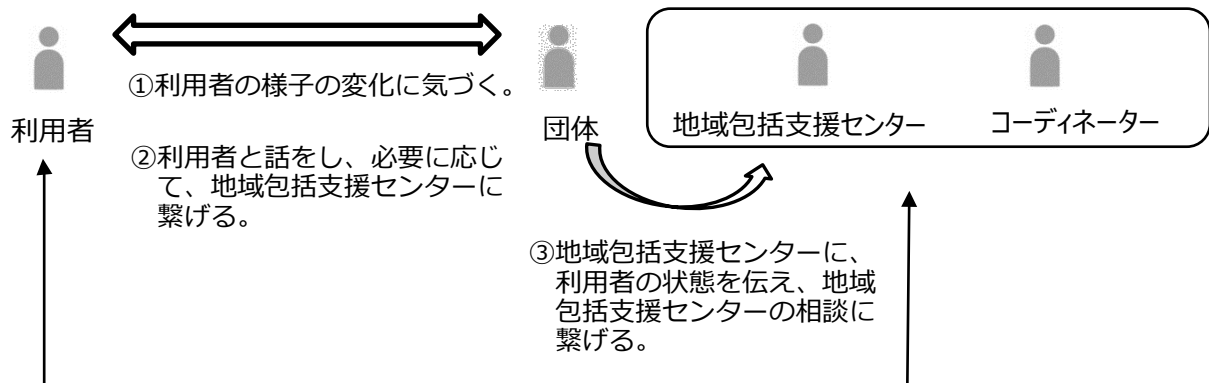 ①利用者の様子の変化に気づく。
利用者
団体
地域包括支援センター
コーディネーター
②利用者と話をし、必要に応じ
て、地域包括支援センターに
繋げる。
③地域包括支援センターに、
利用者の状態を伝え、地域
包括支援センターの相談に
繋げる。